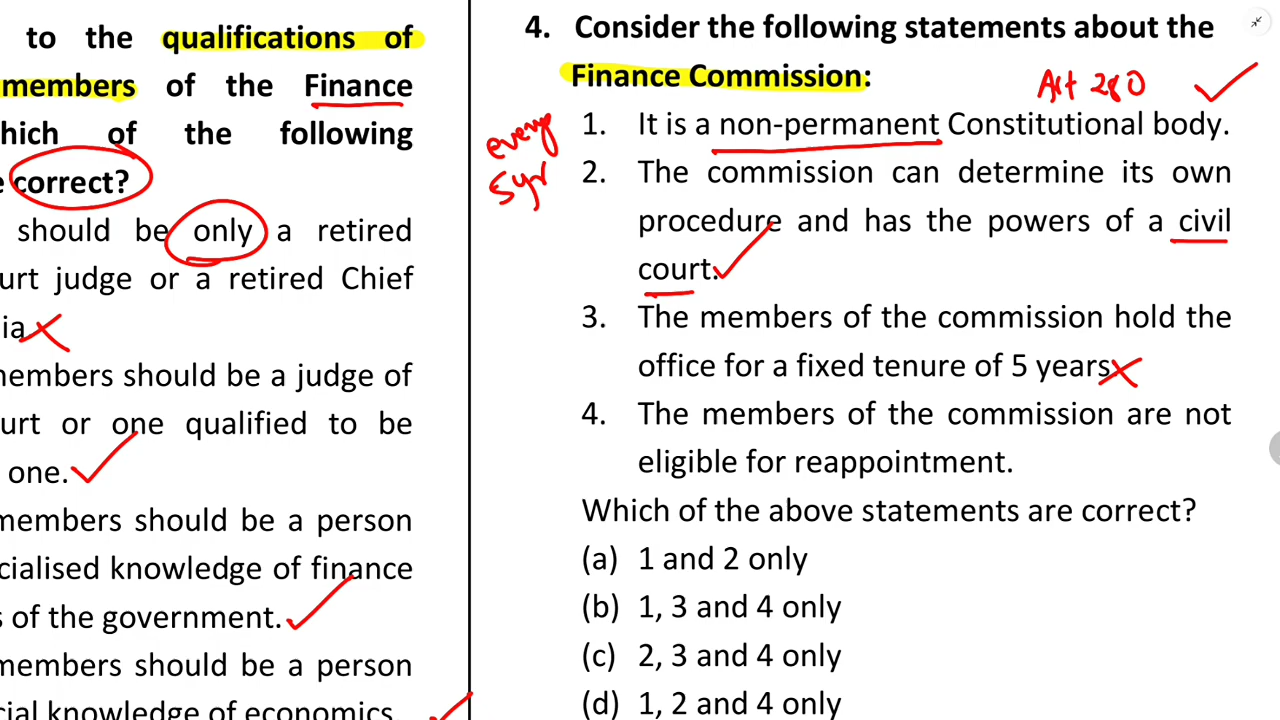 to the qualifications of
members of the Finance
which of the following
correct?
should be only a retired
court judge or a retired Chief
members should be a judge of
court or one qualified to be
one.
members should be a person
specialised knowledge of finance
of the government.
members should be a person
special knowledge of economics.
4. Consider the following statements about the
Finance Commission:
Art 280
every
5yr
1. It is a non-permanent Constitutional body.
2. The commission can determine its own
procedure and has the powers of a civil
court.
3. The members of the commission hold the
office for a fixed tenure of 5 years
4. The members of the commission are not
eligible for reappointment.
Which of the above statements are correct?
(a) 1 and 2 only
(b) 1, 3 and 4 only
(c) 2, 3 and 4 only
(d) 1, 2 and 4 only